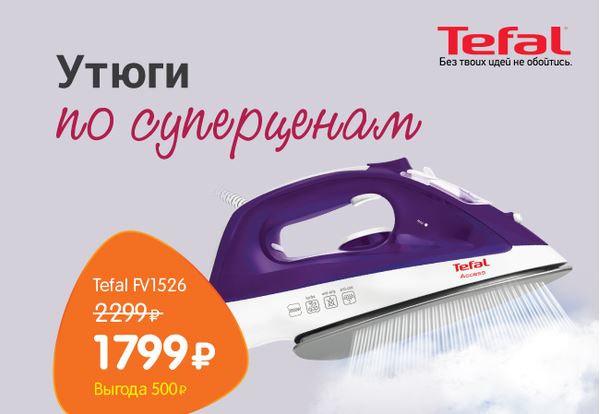 Tefal
Без твоих идей не обойтись.
Утюги
по суперценам
Tefal
Access
Tefal FV1526
2299₽
1799₽
Выгода 500₽